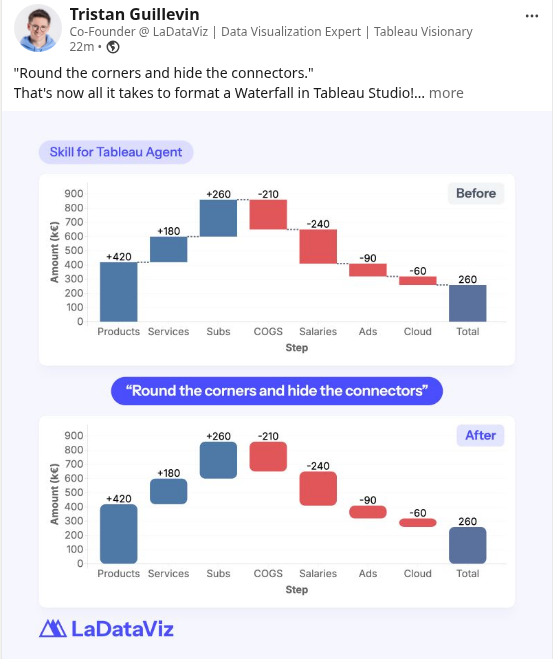 Tristan Guillevin
Co-Founder @ LaDataViz | Data Visualization Expert | Tableau Visionary
22m •
"Round the corners and hide the connectors."
That's now all it takes to format a Waterfall in Tableau Studio!... more
Skill for Tableau Agent
Before
Amount (k€)
900
800
700
600
500
400
300
200
100
0
+420
+180
+260
-210
-240
-90
-60
260
Products Services Subs COGS Salaries Ads Cloud Total
Step
“Round the corners and hide the connectors”
After
Amount (k€)
900
800
700
600
500
400
300
200
100
0
+420
+180
+260
-210
-240
-90
-60
260
Products Services Subs COGS Salaries Ads Cloud Total
Step
LaDataViz